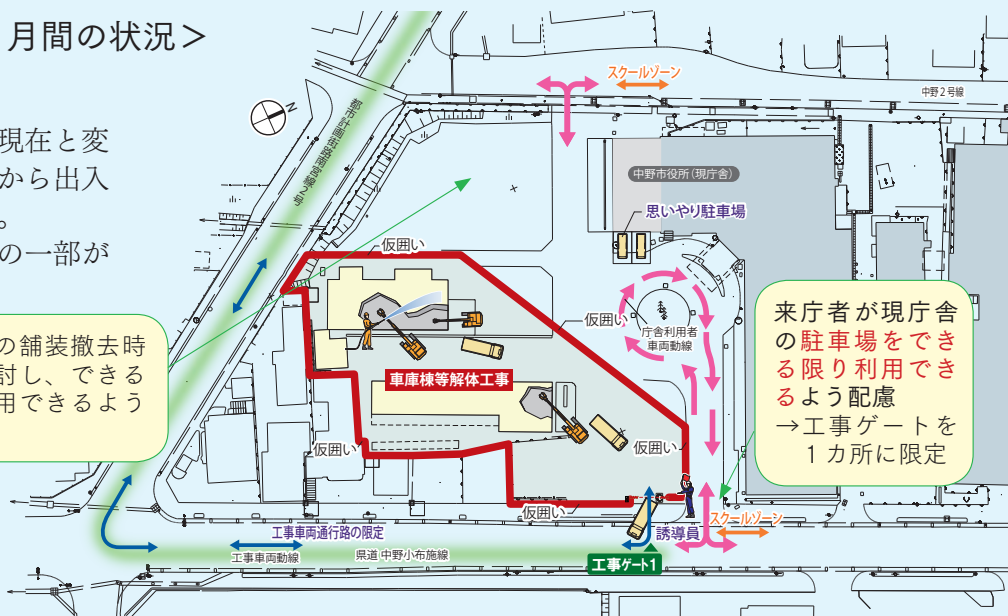 月間の状況＞
現在と変
から出入
。
の一部が
の舗装撤去時
討し、できる
用できるよう
スクールゾーン
中野2号線
N
都市計画街路南宮線2号
中野市役所(現庁舎)
思いやり駐車場
仮囲い
仮囲い
庁舎利用者
車両動線
車庫棟等解体工事
仮囲い
仮囲い
仮囲い
来庁者が現庁舎
の駐車場をでき
る限り利用でき
るよう配慮
→工事ゲートを
1カ所に限定
スクールゾーン
誘導員
工事車両通行路の限定
工事車両動線
県道 中野小布施線
工事ゲート1